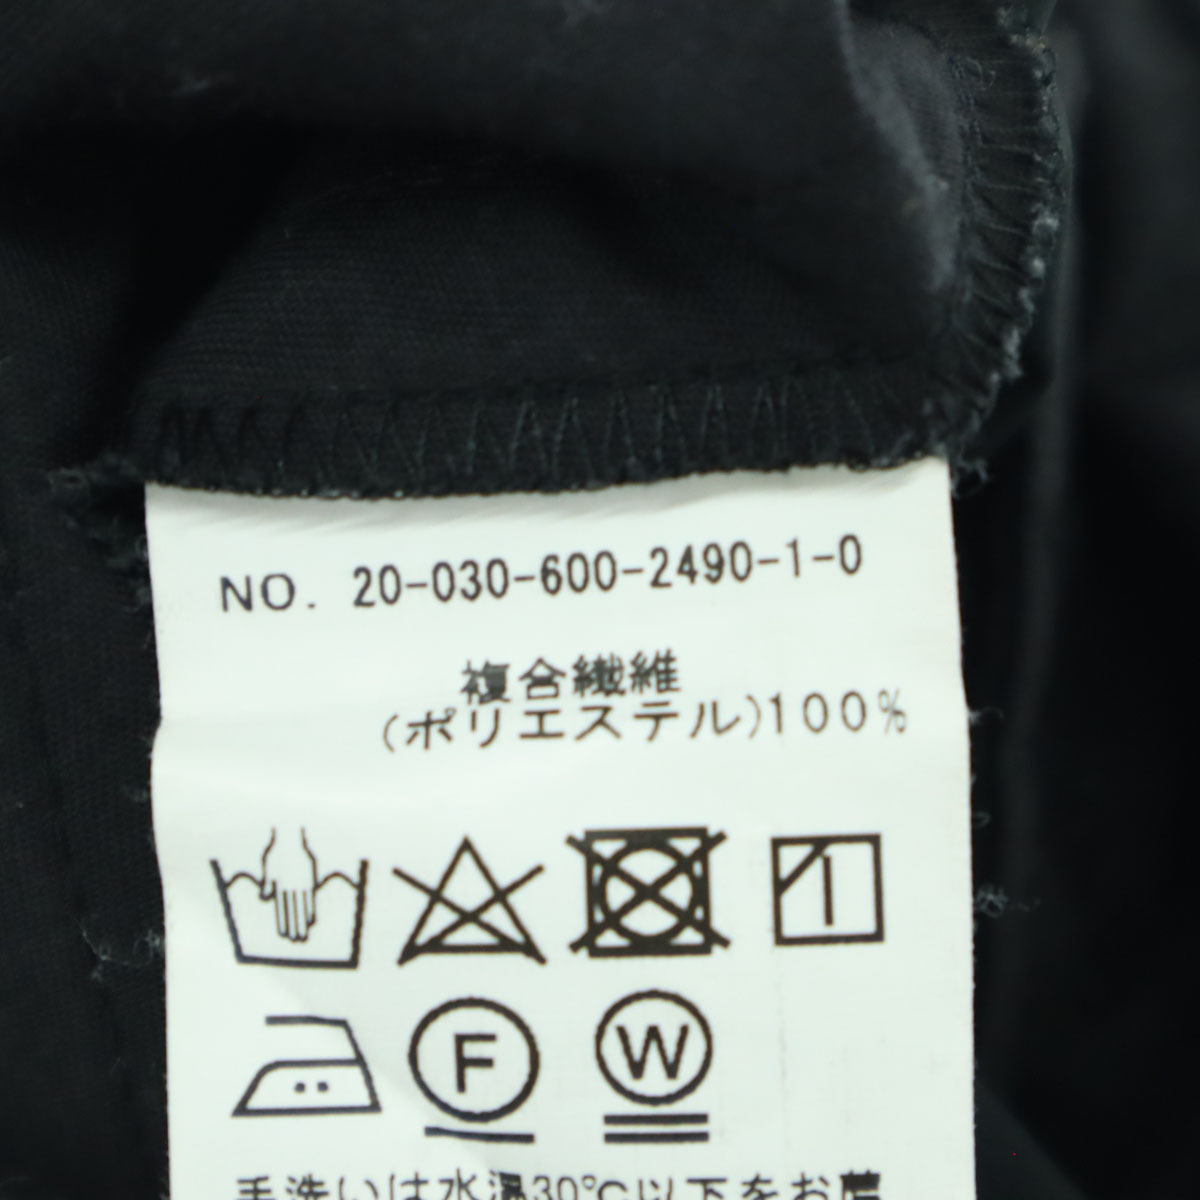 NO. 20-030-600-2490-1-0
複合繊維
(ポリエステル)100%
F
W
手洗いは水温30℃以下をお薦